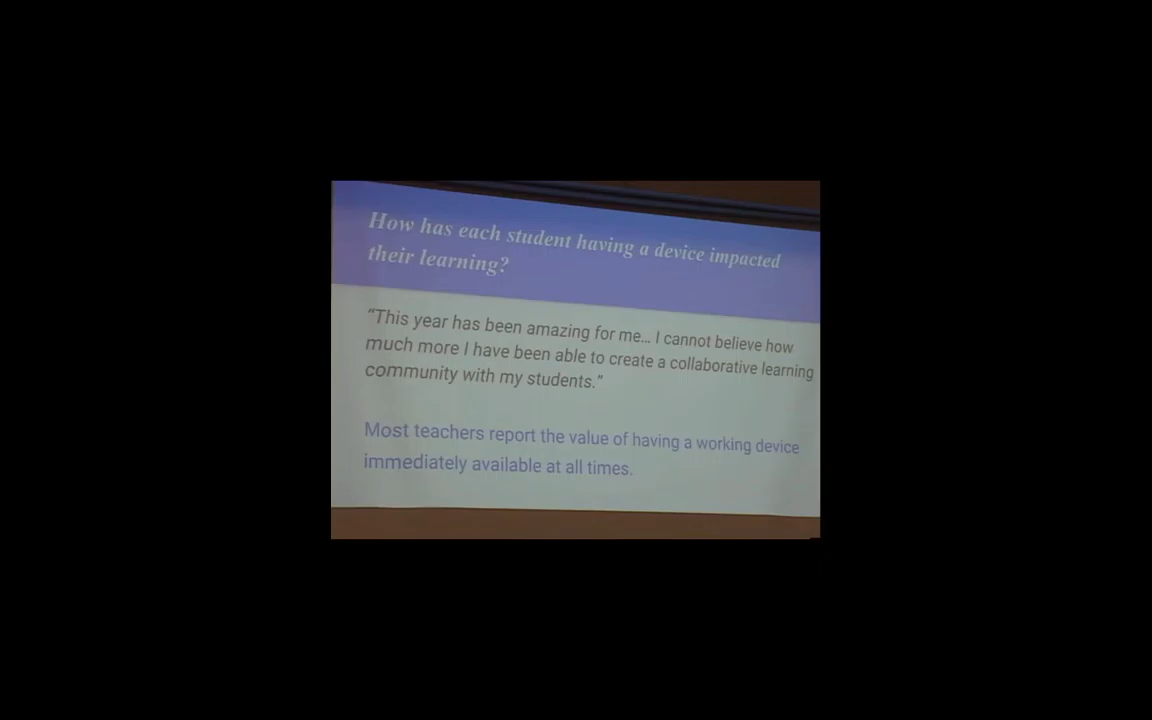 How has each student having a device impacted
their learning?
“This year has been amazing for me... I cannot believe how
much more I have been able to create a collaborative learning
community with my students.”
Most teachers report the value of having a working device
immediately available at all times.